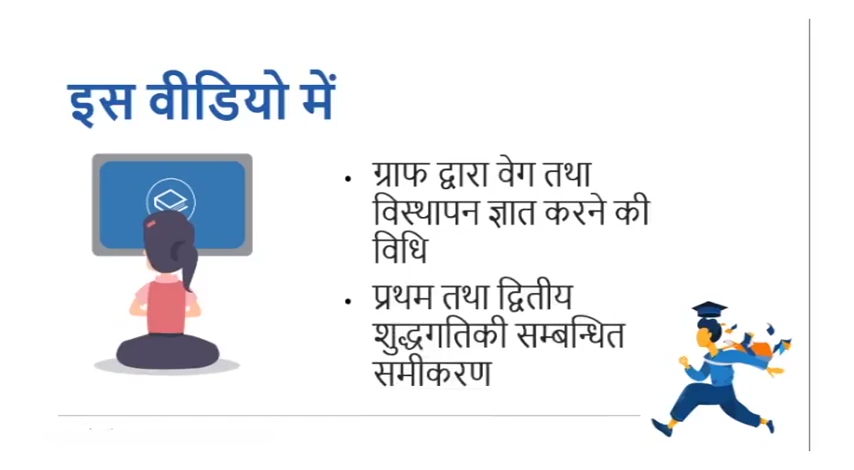 इस वीडियो में
• ग्राफ द्वारा वेग तथा
विस्थापन ज्ञात करने की
विधि
• प्रथम तथा द्वितीय
शुद्धगतिकी सम्बन्धित
समीकरण